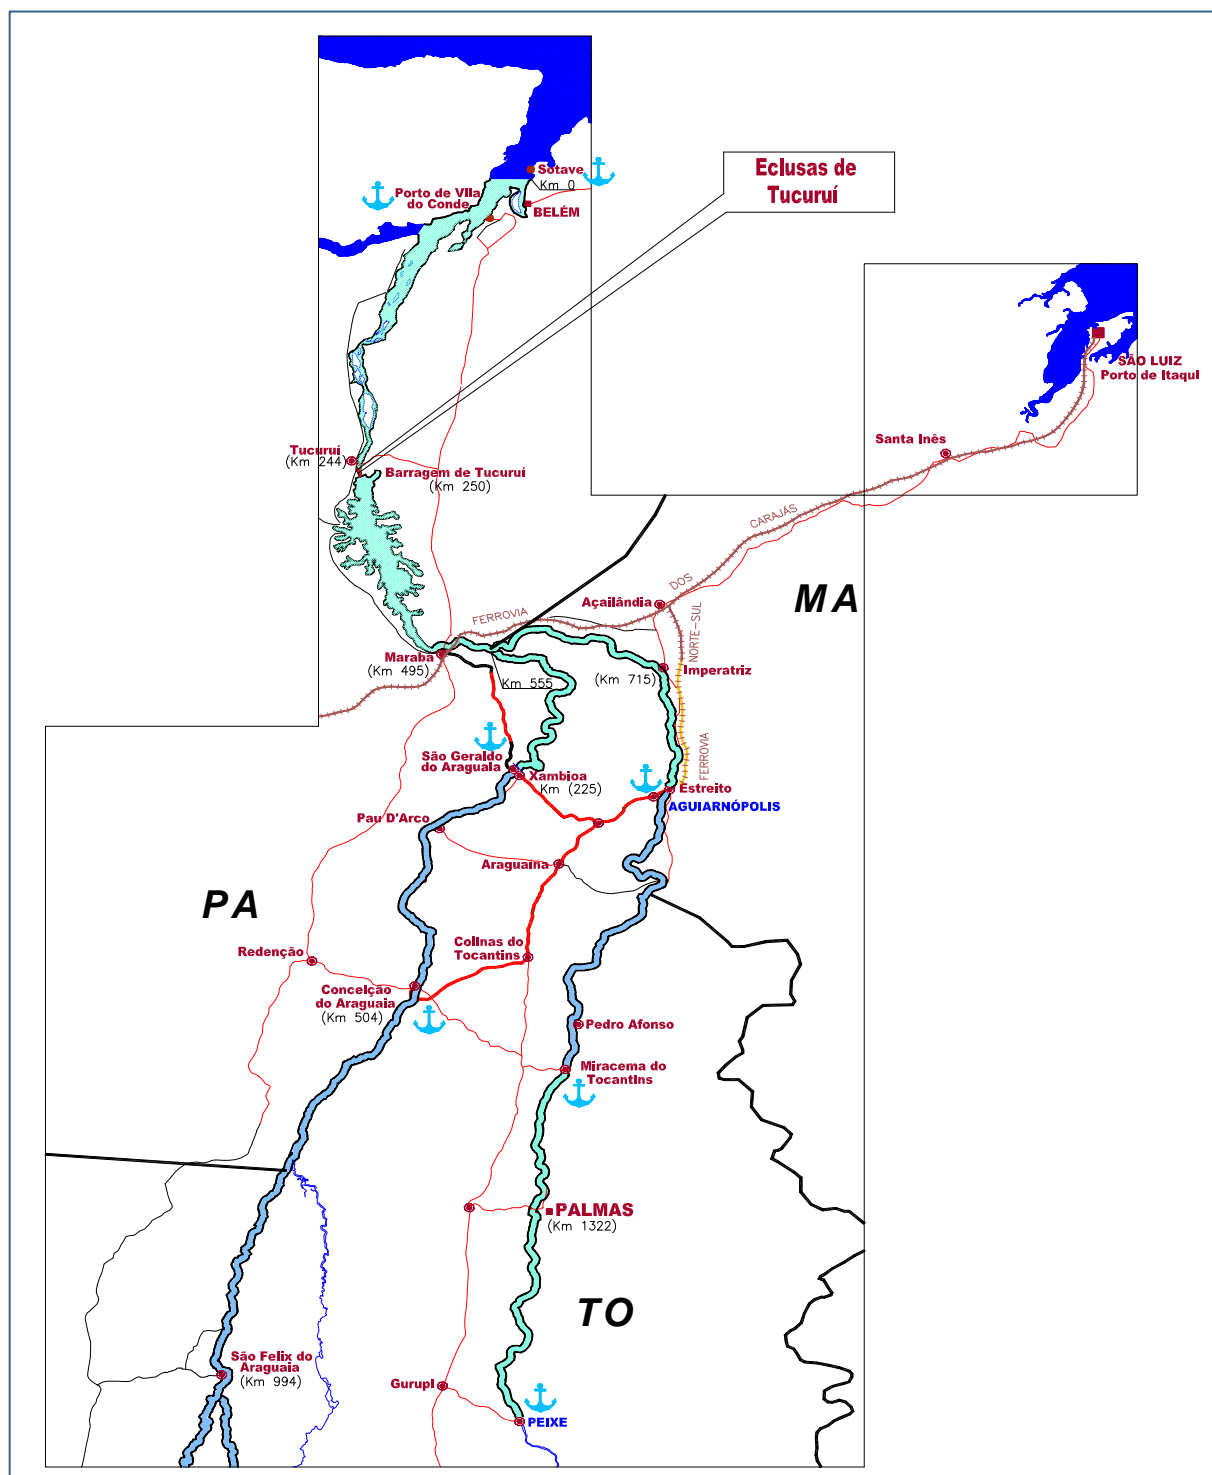 Sotave
Km 0
Porto de VIla
do Conde
BELÉM
Eclusas de
Tucuruí
SÃO LUIZ
Porto de ItaquI
Santa Inês
Tucuruí
(Km 244)
Barragem de Tucuruí
(Km 250)
CARAJÁS
DOS
FERROVIA
MA
Açailândia
NORTE-SUL
FERROVIA
Maraba
(Km 495)
Km 555
(Km 715)
Imperatriz
São Geraldo
do Araguaia
Xambioa
Km (225)
Estreito
AGUIARNÓPOLIS
Pau D'Arco
Araguaina
PA
Redenção
ColInas do
Tocantins
Conceição
do Araguaia
(Km 504)
Pedro Afonso
Miracema do
TocantIns
PALMAS
(Km 1322)
TO
São Felix do
Araguaia
(Km 994)
GurupI
PEIXE